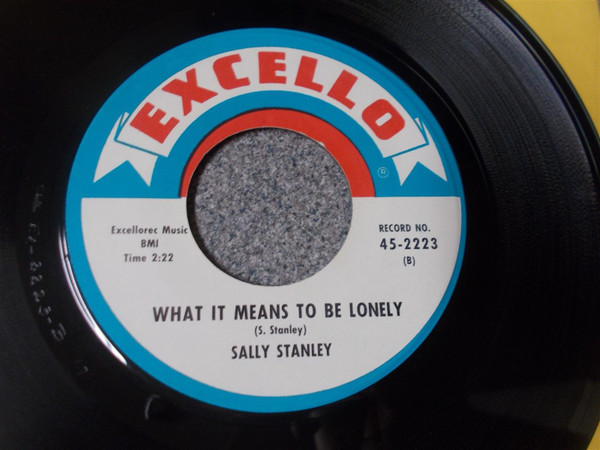 EXCELLO
®
Excellorec Music
BMI
Time 2:22
RECORD NO.
45-2223
(B)
WHAT IT MEANS TO BE LONELY
(S. Stanley)
SALLY STANLEY